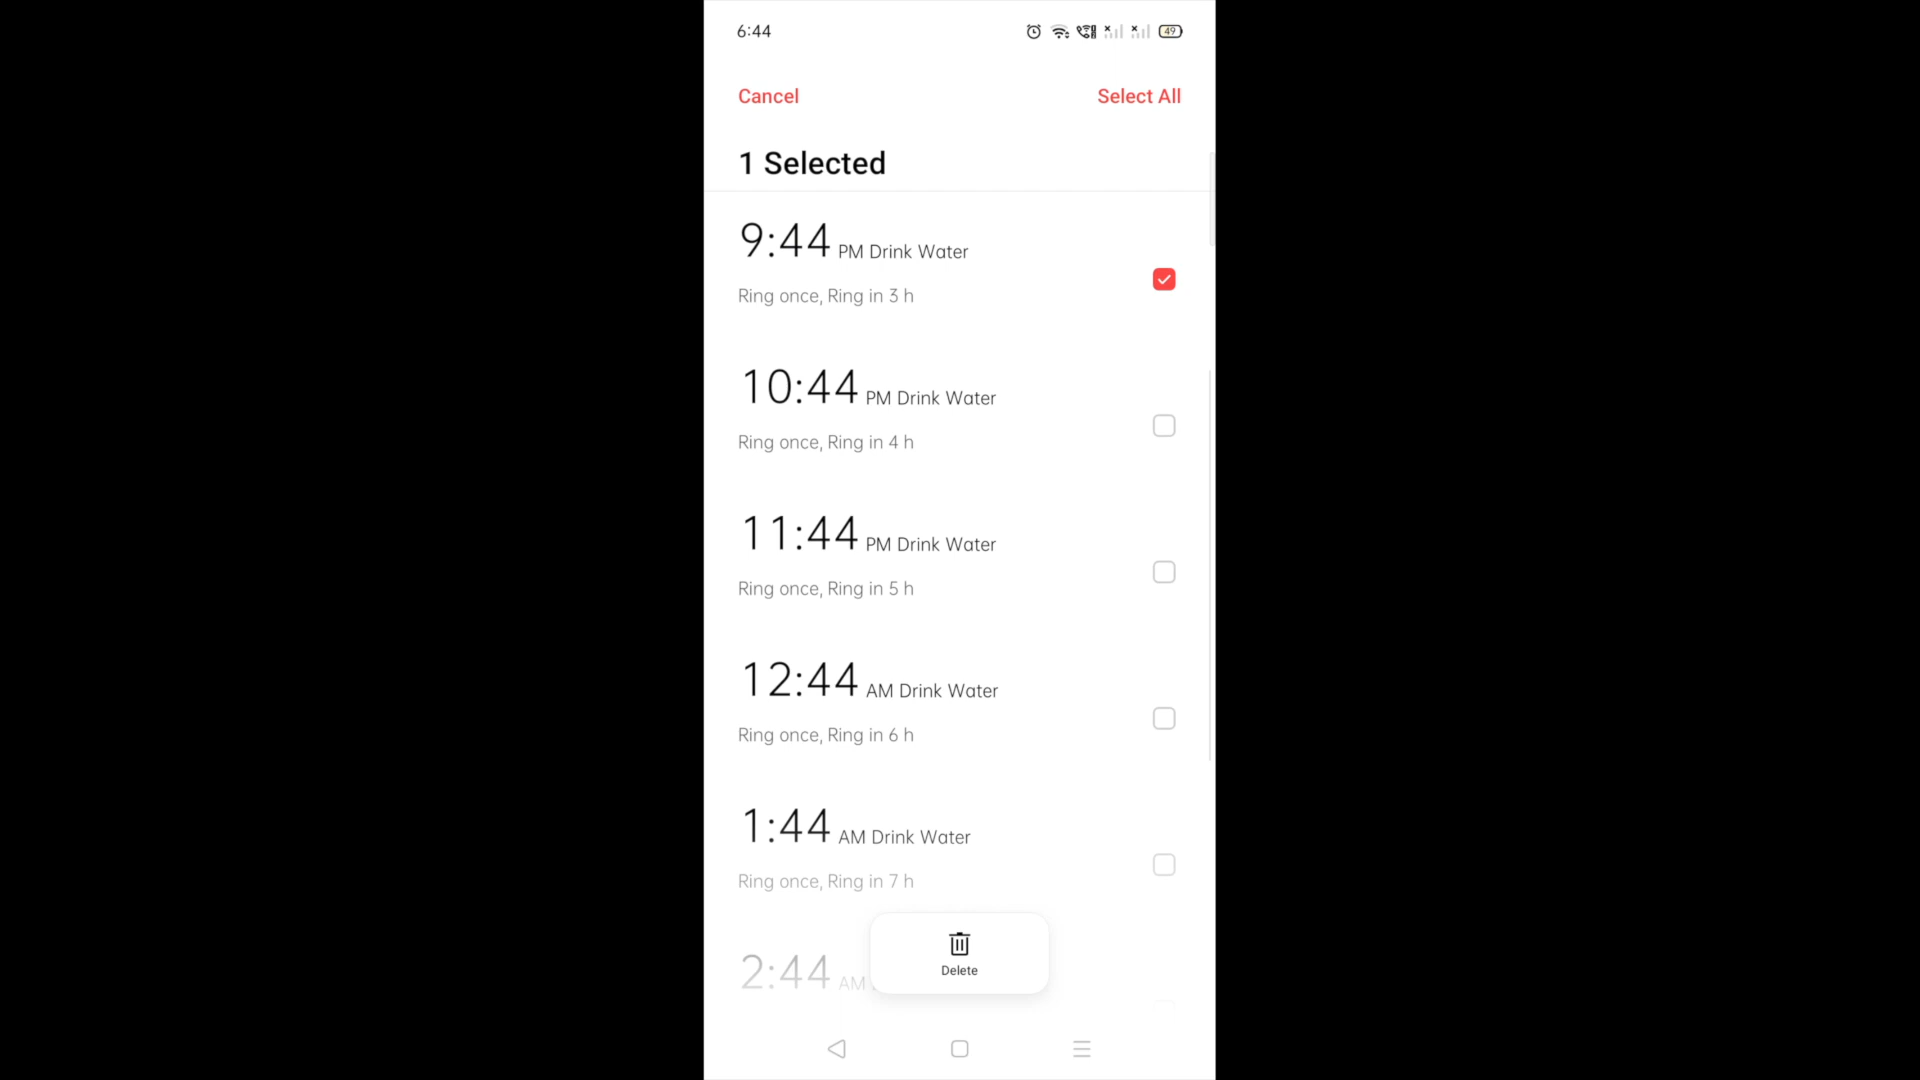 6:44
49
Cancel
Select All
1 Selected
9:44 PM Drink Water
Ring once, Ring in 3 h
10:44 PM Drink Water
Ring once, Ring in 4 h
11:44 PM Drink Water
Ring once, Ring in 5 h
12:44 AM Drink Water
Ring once, Ring in 6 h
1:44 AM Drink Water
Ring once, Ring in 7 h
2:44 AM
Delete